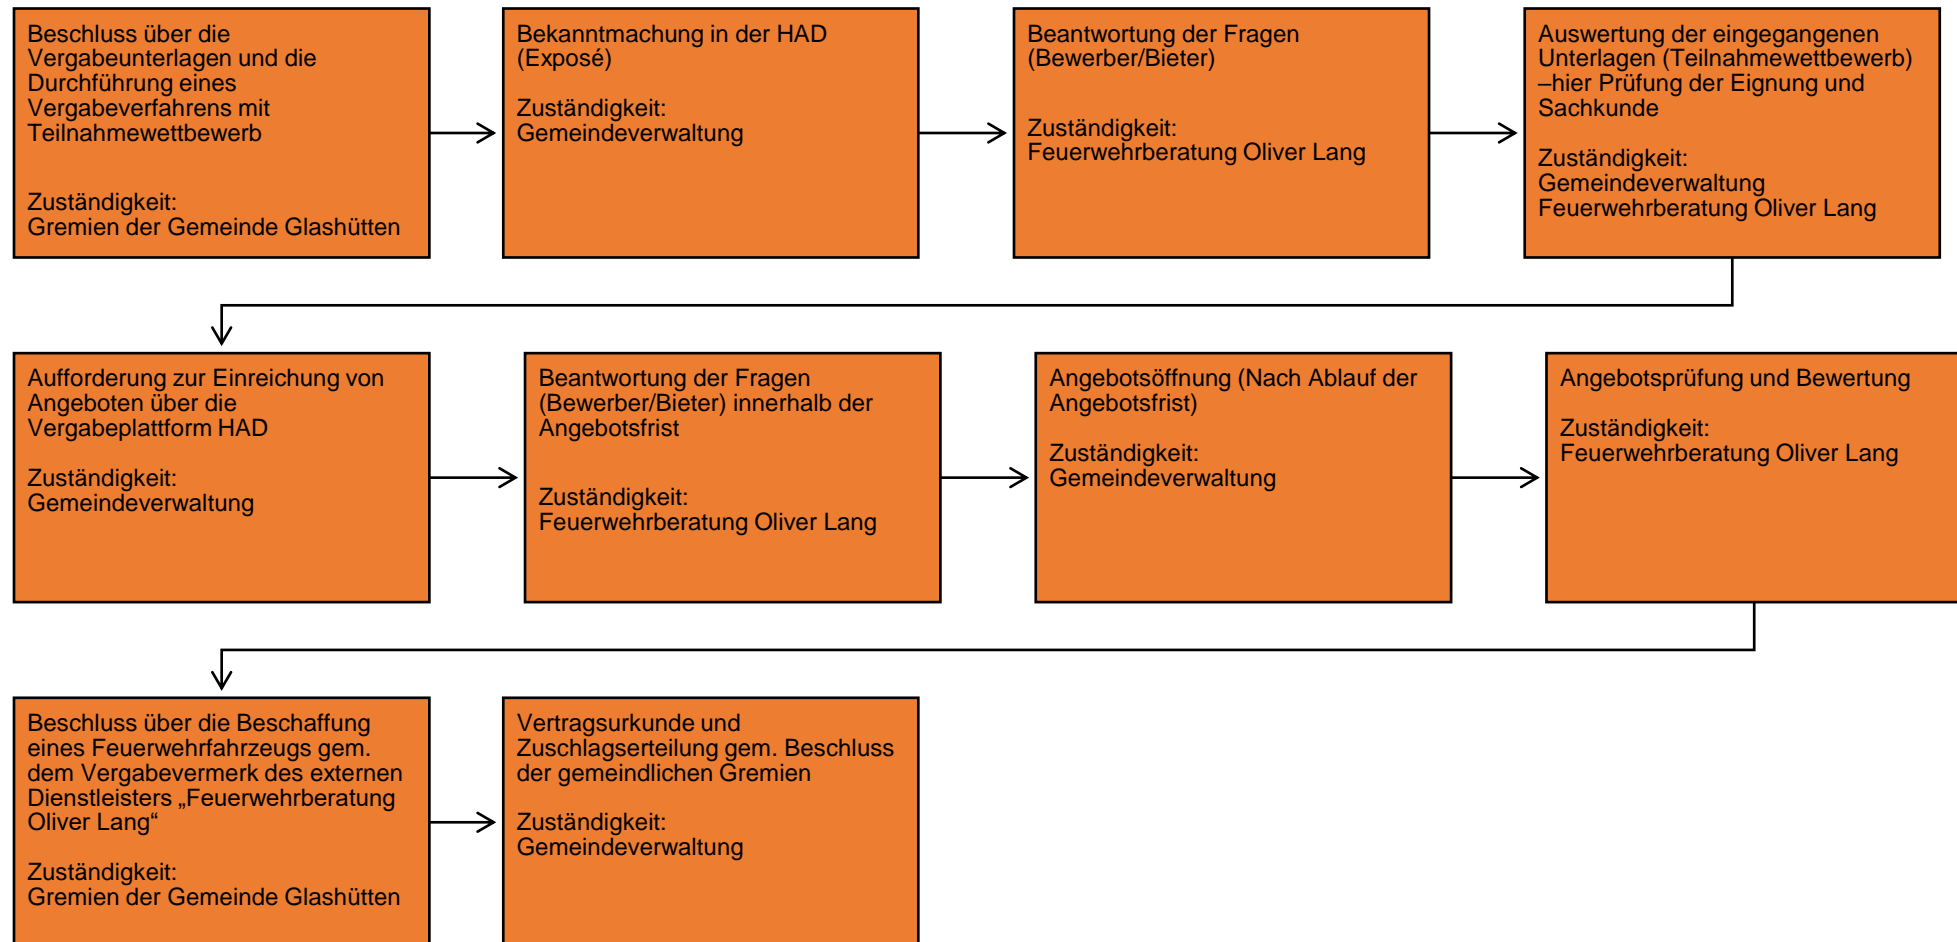 Beschluss über die
Vergabeunterlagen und die
Durchführung eines
Vergabeverfahrens mit
Teilnahmewettbewerb
Zuständigkeit:
Gremien der Gemeinde Glashütten
Bekanntmachung in der HAD
(Exposé)
Zuständigkeit:
Gemeindeverwaltung
Beantwortung der Fragen
(Bewerber/Bieter)
Zuständigkeit:
Feuerwehrberatung Oliver Lang
Auswertung der eingegangenen
Unterlagen (Teilnahmewettbewerb)
–hier Prüfung der Eignung und
Sachkunde
Zuständigkeit:
Gemeindeverwaltung
Feuerwehrberatung Oliver Lang
Aufforderung zur Einreichung von
Angeboten über die
Vergabeplattform HAD
Zuständigkeit:
Gemeindeverwaltung
Beantwortung der Fragen
(Bewerber/Bieter) innerhalb der
Angebotsfrist
Zuständigkeit:
Feuerwehrberatung Oliver Lang
Angebotsöffnung (Nach Ablauf der
Angebotsfrist)
Zuständigkeit:
Gemeindeverwaltung
Angebotsprüfung und Bewertung
Zuständigkeit:
Feuerwehrberatung Oliver Lang
Beschluss über die Beschaffung
eines Feuerwehrfahrzeugs gem.
dem Vergabevermerk des externen
Dienstleisters „Feuerwehrberatung
Oliver Lang“
Zuständigkeit:
Gremien der Gemeinde Glashütten
Vertragsurkunde und
Zuschlagserteilung gem. Beschluss
der gemeindlichen Gremien
Zuständigkeit:
Gemeindeverwaltung